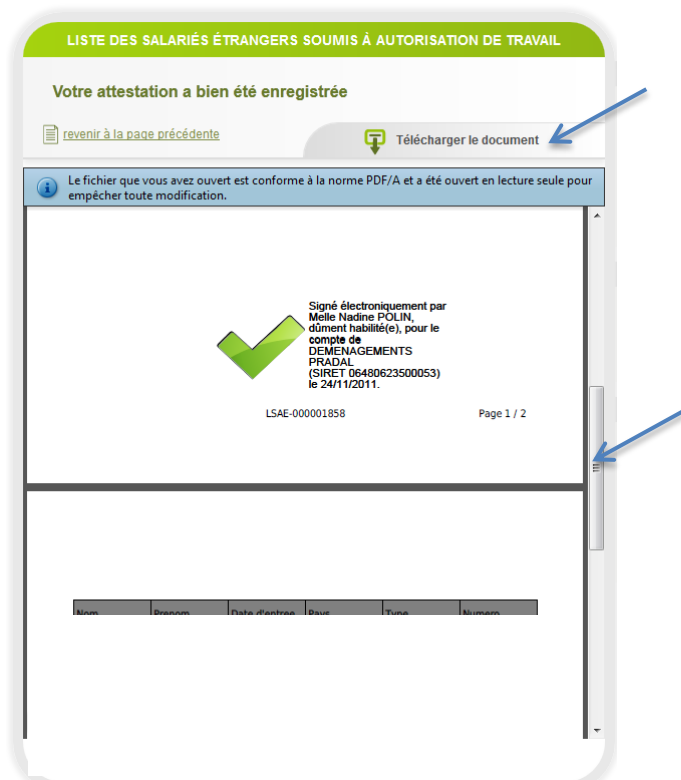 LISTE DES SALARIÉS ÉTRANGERS SOUMIS À AUTORISATION DE TRAVAIL
Votre attestation a bien été enregistrée
revenir à la page précédente
Télécharger le document
Le fichier que vous avez ouvert est conforme à la norme PDF/A et a été ouvert en lecture seule pour
empêcher toute modification.
Signé électroniquement par
Melle Nadine POLIN,
dûment habilité(e), pour le
compte de
DEMENAGEMENTS
PRADAL
(SIRET 06480623500053)
le 24/11/2011.
LSAE-000001858 Page 1 / 2
Nom Prenom Date d'entree Pays Type Numero